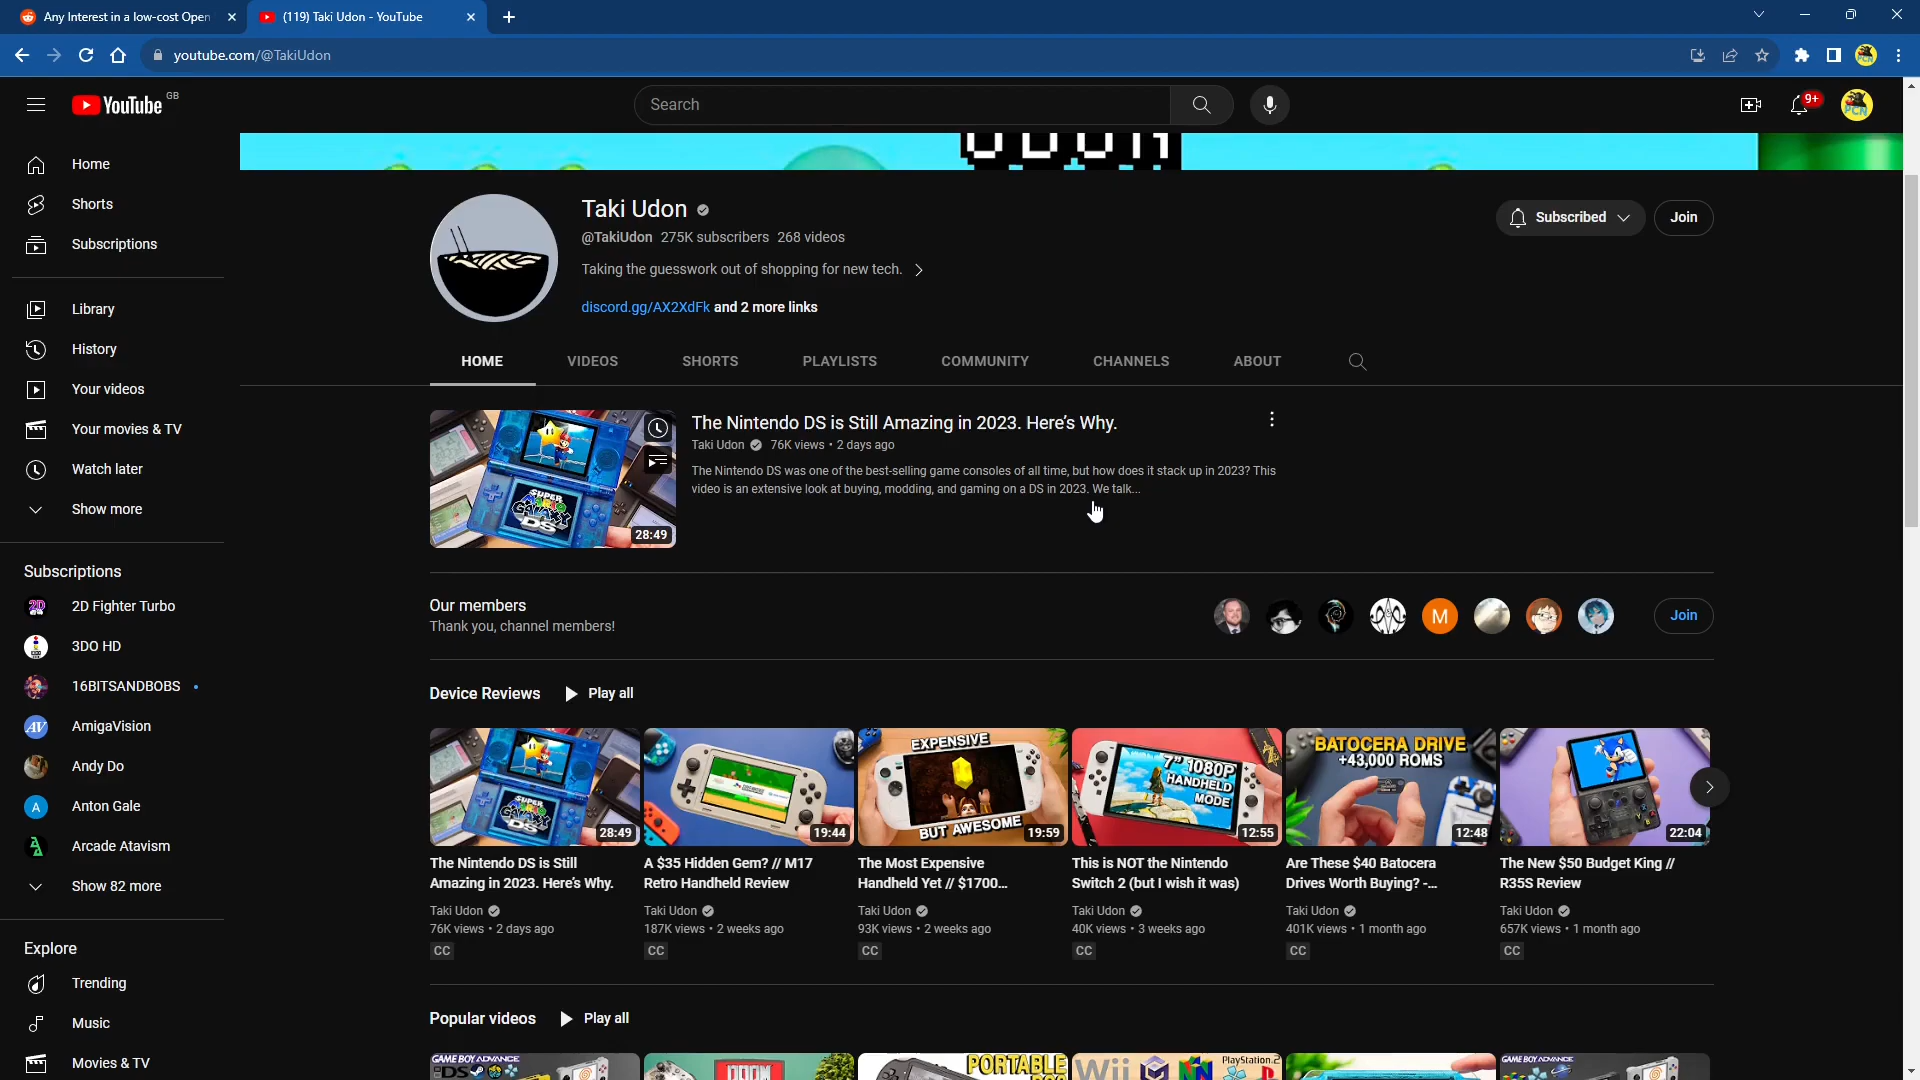 Any Interest in a low-cost Open
(119) Taki Udon - YouTube
youtube.com/@TakiUdon
YouTube GB
Search
9+
Home
Shorts
Subscriptions
Library
History
Your videos
Your movies & TV
Watch later
Show more
Subscriptions
2D Fighter Turbo
3DO HD
16BITSANDBOBS
AmigaVision
Andy Do
Anton Gale
Arcade Atavism
Show 82 more
Explore
Trending
Music
Movies & TV
Taki Udon
@TakiUdon 275K subscribers 268 videos
Taking the guesswork out of shopping for new tech.
discord.gg/AX2XdFk and 2 more links
Subscribed
Join
HOME VIDEOS SHORTS PLAYLISTS COMMUNITY CHANNELS ABOUT
SUPER MARIO GALAXY DS
28:49
The Nintendo DS is Still Amazing in 2023. Here's Why.
Taki Udon 76K views • 2 days ago
The Nintendo DS was one of the best-selling game consoles of all time, but how does it stack up in 2023? This
video is an extensive look at buying, modding, and gaming on a DS in 2023. We talk...
Our members
Thank you, channel members!
M
Join
Device Reviews Play all
28:49
The Nintendo DS is Still
Amazing in 2023. Here's Why.
Taki Udon
76K views • 2 days ago
CC
19:44
A $35 Hidden Gem? // M17
Retro Handheld Review
Taki Udon
187K views • 2 weeks ago
CC
EXPENSIVE
BUT AWESOME
19:59
The Most Expensive
Handheld Yet // $1700...
Taki Udon
93K views • 2 weeks ago
CC
7" 1080P
HANDHELD
MODE
12:55
This is NOT the Nintendo
Switch 2 (but I wish it was)
Taki Udon
40K views • 3 weeks ago
CC
BATOCERA DRIVE
+43,000 ROMS
12:48
Are These $40 Batocera
Drives Worth Buying? -...
Taki Udon
401K views • 1 month ago
CC
22:04
The New $50 Budget King //
R35S Review
Taki Udon
657K views • 1 month ago
CC
Popular videos Play all
GAME BOY ADVANCE
DS
DOOM
PORTABLE
Wii
PlayStation.2
GAME BOY ADVANCE